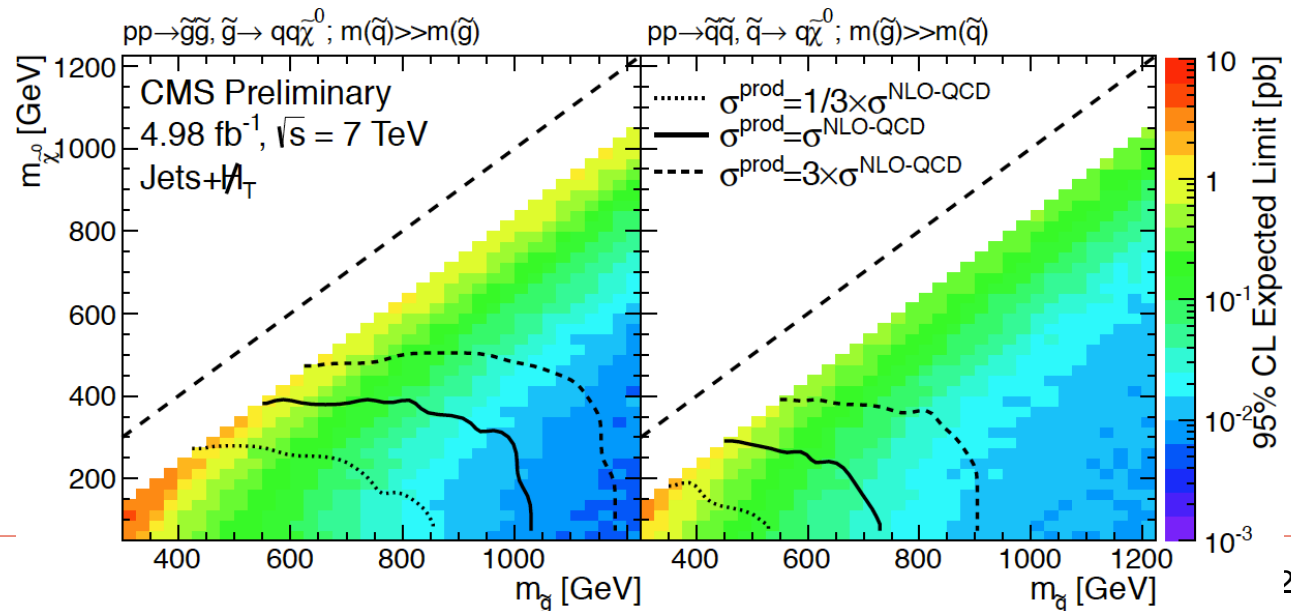 pp→g̃g̃, g̃→ qqχ̃⁰; m(q̃)>>m(g̃)
pp→q̃q̃, q̃→ qχ̃⁰; m(g̃)>>m(q̃)
CMS Preliminary
4.98 fb⁻¹, √s = 7 TeV
Jets+H̸_T
σ^prod=1/3×σ^NLO-QCD
σ^prod=σ^NLO-QCD
σ^prod=3×σ^NLO-QCD
m_χ̃⁰ [GeV]
1200
1000
800
600
400
200
400 600 800 1000
m_g̃ [GeV]
400 600 800 1000 1200
m_q̃ [GeV]
10
1
10⁻¹
10⁻²
10⁻³
95% CL Expected Limit [pb]